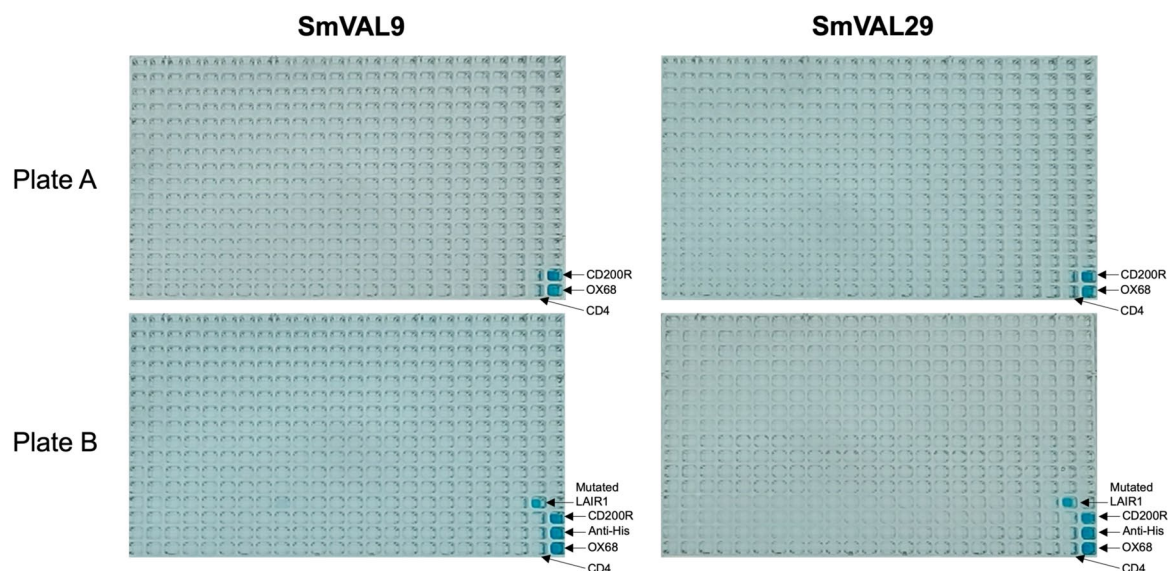 SmVAL9
SmVAL29
Plate A
CD200R
OX68
CD4
CD200R
OX68
CD4
Plate B
Mutated
LAIR1
CD200R
Anti-His
OX68
CD4
Mutated
LAIR1
CD200R
Anti-His
OX68
CD4